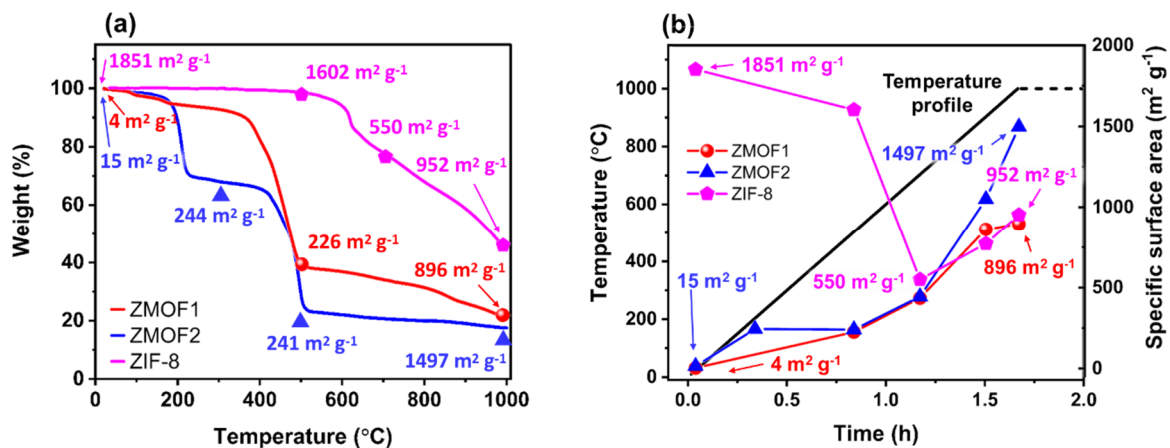 (a)
1851 m² g⁻¹
1602 m² g⁻¹
100
4 m² g⁻¹
550 m² g⁻¹
80
15 m² g⁻¹
952 m² g⁻¹
60
244 m² g⁻¹
226 m² g⁻¹
40
896 m² g⁻¹
ZMOF1
20
ZMOF2
ZIF-8
241 m² g⁻¹
1497 m² g⁻¹
0
0 200 400 600 800 1000
Weight (%)
Temperature (°C)
(b)
1000
1851 m² g⁻¹
Temperature
profile
800
ZMOF1
ZMOF2
ZIF-8
1497 m² g⁻¹
952 m² g⁻¹
600
400
15 m² g⁻¹
550 m² g⁻¹
896 m² g⁻¹
200
4 m² g⁻¹
0
0.0 0.5 1.0 1.5 2.0
Temperature (°C)
Time (h)
2000
1500
1000
500
0
Specific surface area (m² g⁻¹)